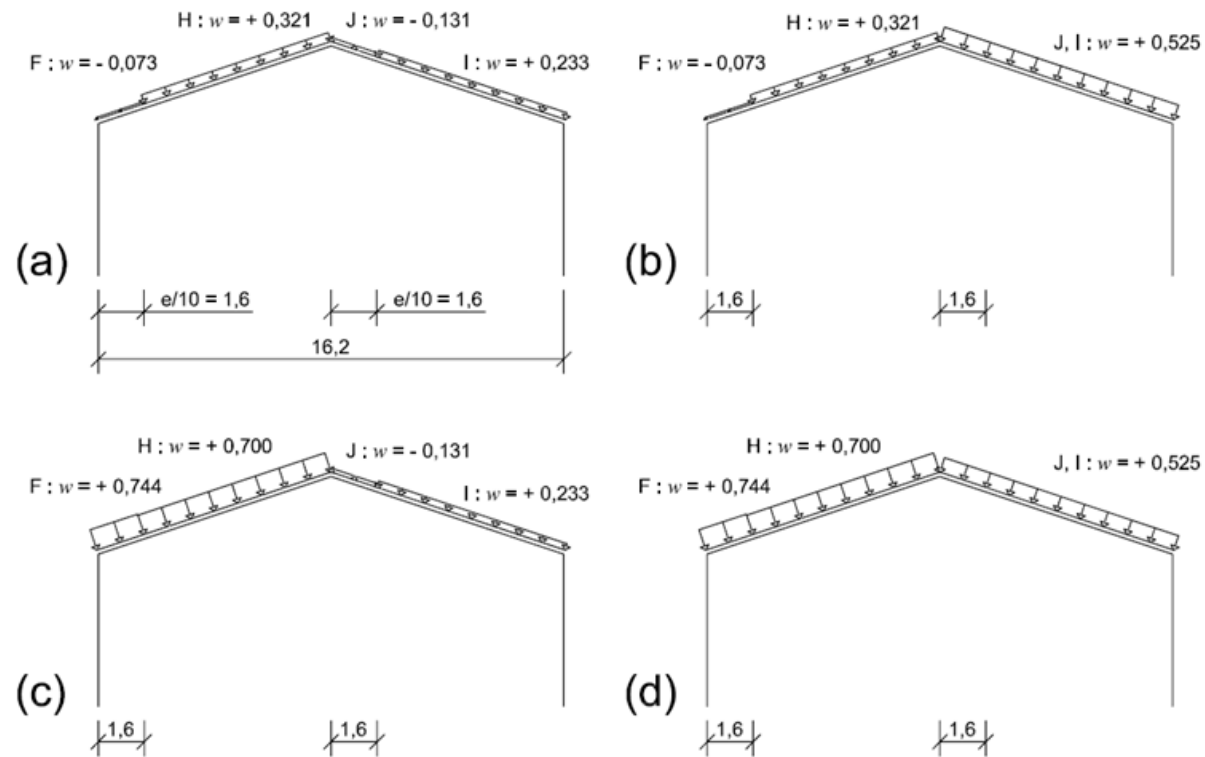 H : w = + 0,321
J : w = - 0,131
F : w = - 0,073
I : w = + 0,233
(a)
e/10 = 1,6
e/10 = 1,6
16,2
H : w = + 0,321
J, I : w = + 0,525
F : w = - 0,073
(b)
1,6
1,6
H : w = + 0,700
J : w = - 0,131
F : w = + 0,744
I : w = + 0,233
(c)
1,6
1,6
H : w = + 0,700
J, I : w = + 0,525
F : w = + 0,744
(d)
1,6
1,6